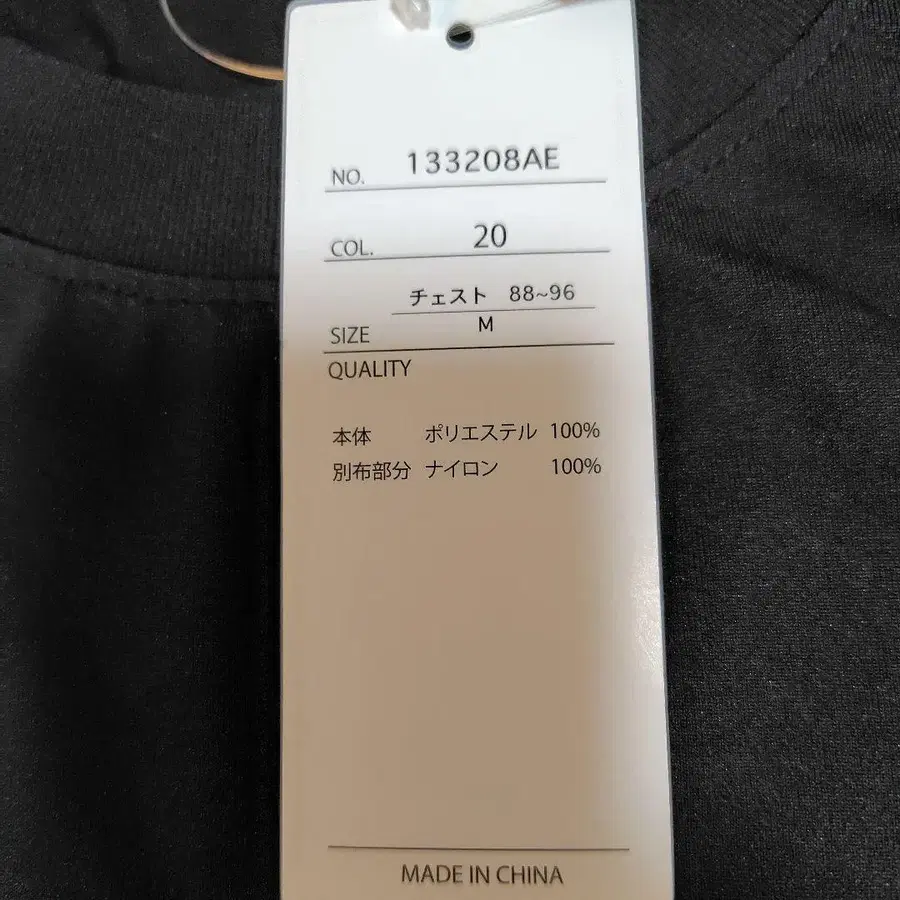 NO. 133208AE
COL. 20
チェスト 88~96
SIZE M
QUALITY
本体 ポリエステル 100%
別布部分 ナイロン 100%
MADE IN CHINA